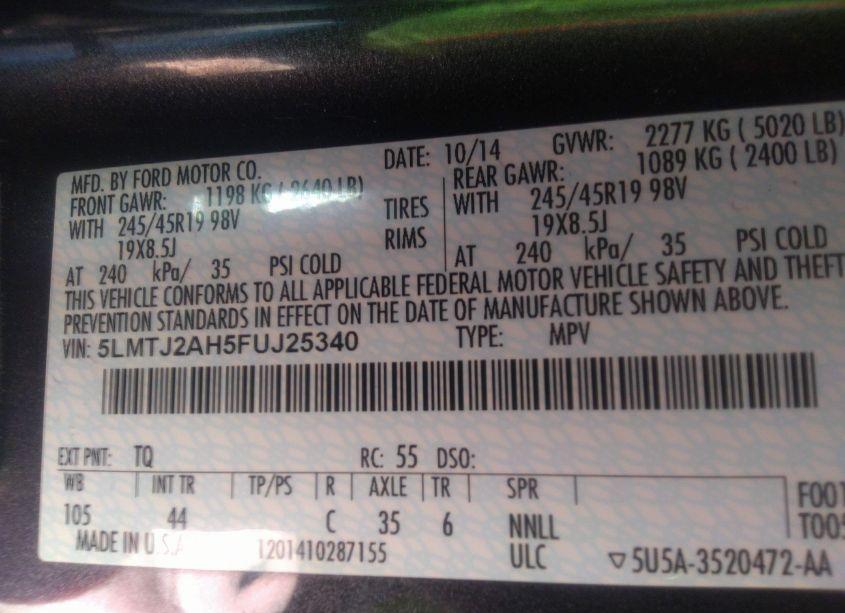 MFD. BY FORD MOTOR CO.
DATE: 10/14 GVWR: 2277 KG ( 5020 LB)
FRONT GAWR: 1198 KG ( 2640 LB) REAR GAWR: 1089 KG ( 2400 LB)
WITH 245/45R19 98V TIRES WITH 245/45R19 98V
19X8.5J RIMS 19X8.5J
AT 240 kPa/ 35 PSI COLD AT 240 kPa/ 35 PSI COLD
THIS VEHICLE CONFORMS TO ALL APPLICABLE FEDERAL MOTOR VEHICLE SAFETY AND THEFT
PREVENTION STANDARDS IN EFFECT ON THE DATE OF MANUFACTURE SHOWN ABOVE.
VIN: 5LMTJ2AH5FUJ25340 TYPE: MPV
EXT PNT: TQ RC: 55 DSO:
WB INT TR TP/PS R AXLE TR SPR
105 44 C 35 6 NNLL
F001
T005
MADE IN U.S.A 1201410287155 ULC ▽5U5A-3520472-AA